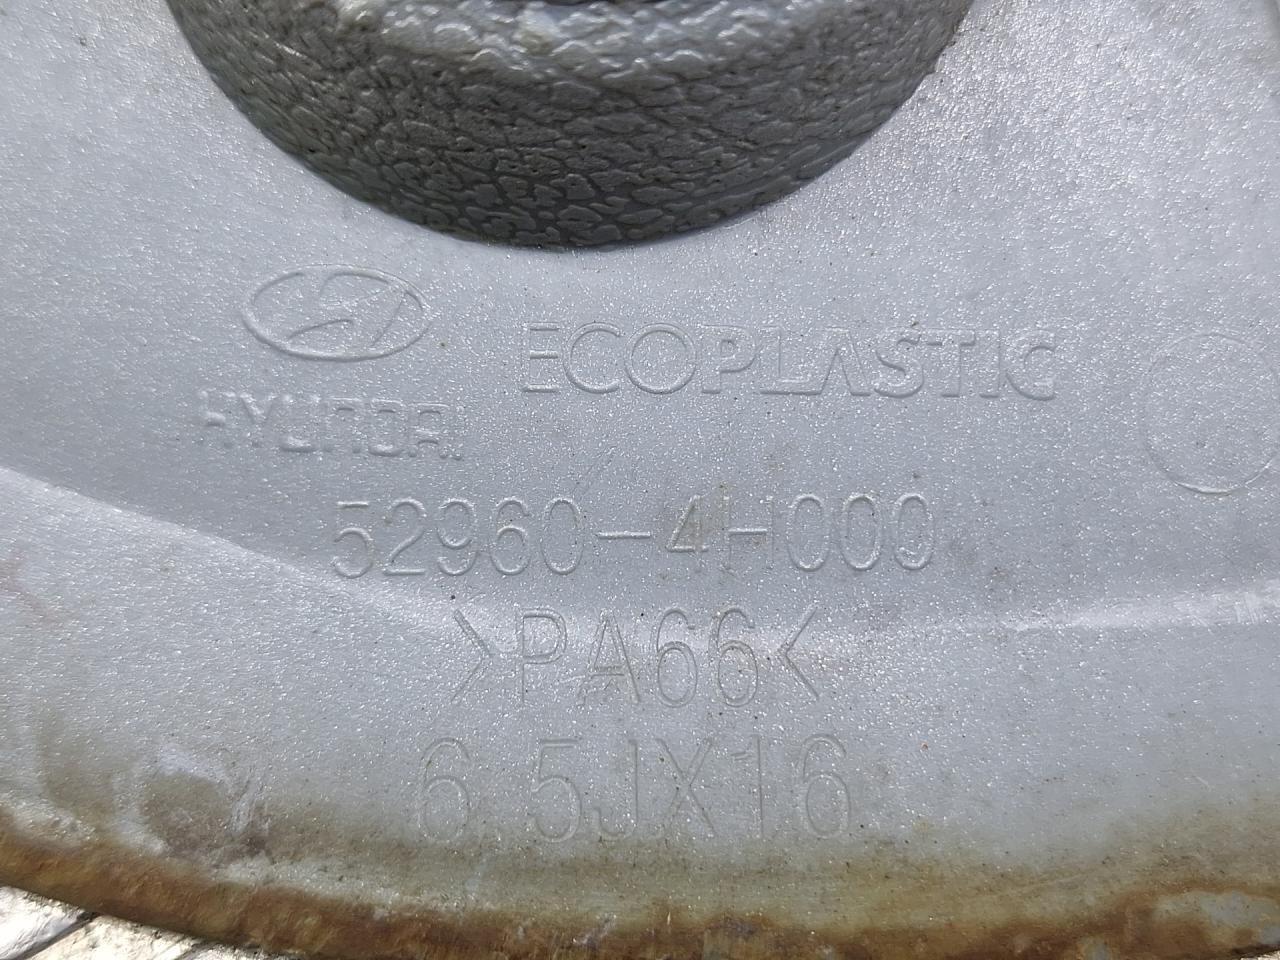 ECOPLASTIC
HYUNDAI
52960-4H000
>PA66<
6.5JX16